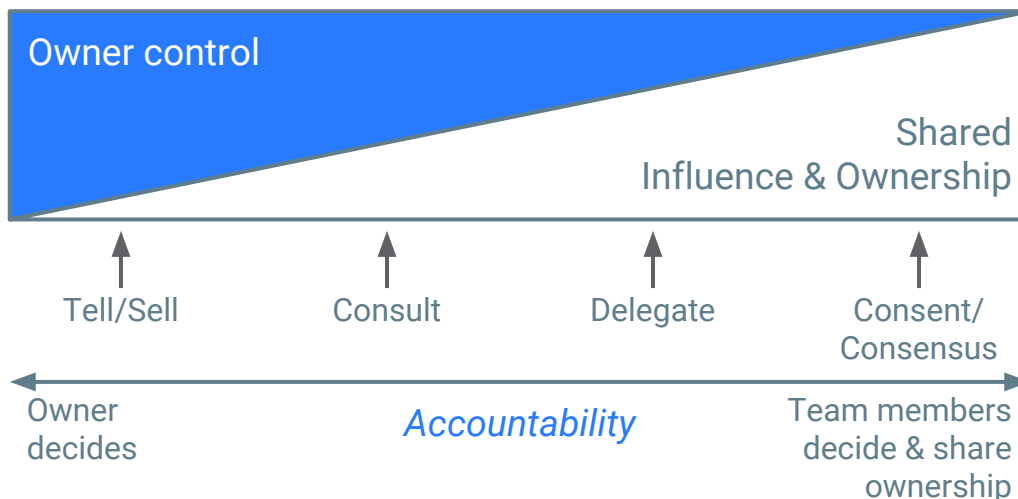 Owner control
Shared
Influence & Ownership
Tell/Sell
Consult
Delegate
Consent/
Consensus
Owner
decides
Accountability
Team members
decide & share
ownership